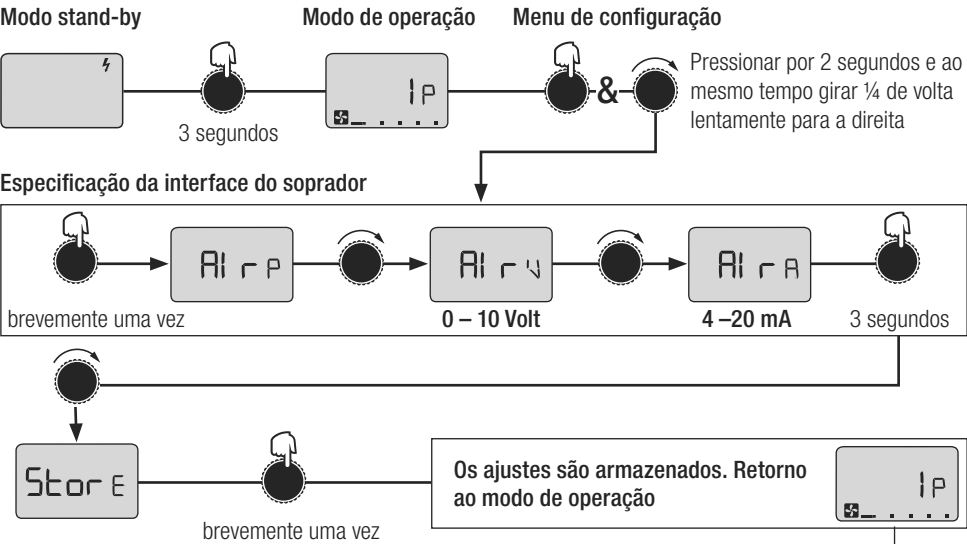 Modo stand-by
Modo de operação
Menu de configuração
1P
&
Pressionar por 2 segundos e ao
mesmo tempo girar ¼ de volta
lentamente para a direita
3 segundos
Especificação da interface do soprador
AIrP
AIrV
AIrA
brevemente uma vez
0 – 10 Volt
4 –20 mA
3 segundos
StorE
brevemente uma vez
Os ajustes são armazenados. Retorno
ao modo de operação
1P